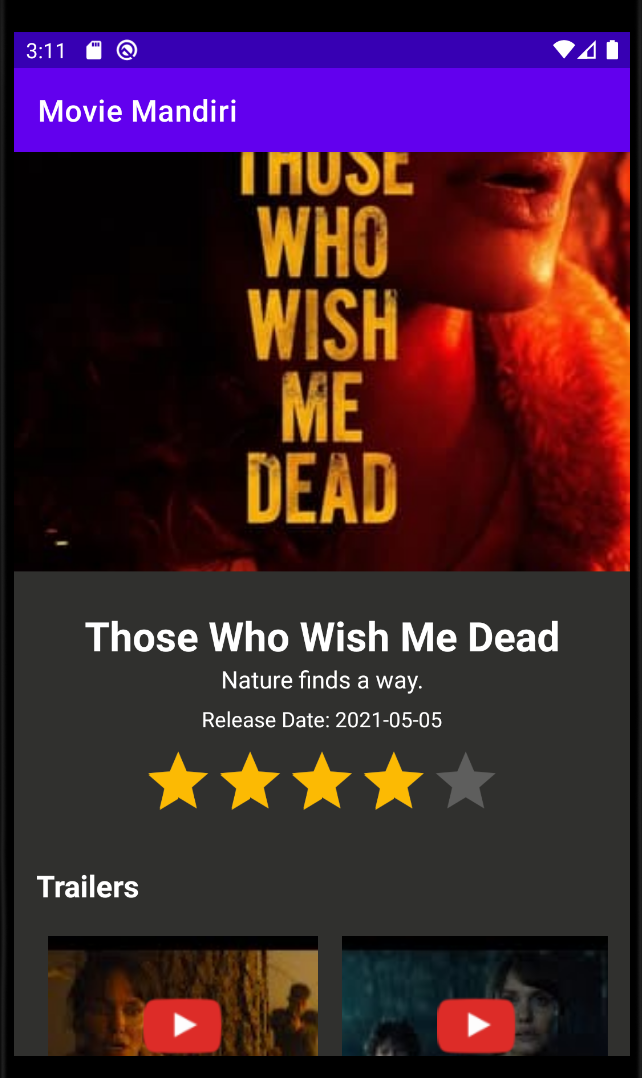 3:11
Movie Mandiri
THOSE
WHO
WISH
ME
DEAD
Those Who Wish Me Dead
Nature finds a way.
Release Date: 2021-05-05
Trailers